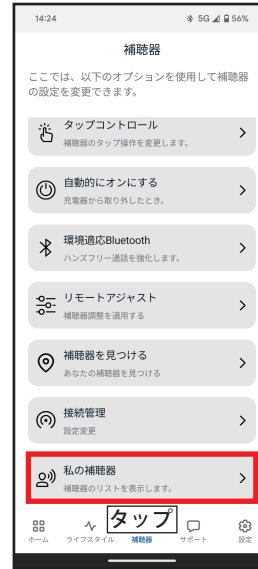 14:24 5G 56%
補聴器
ここでは、以下のオプションを使用して補聴器
の設定を変更できます。
タップコントロール
補聴器のタップ操作を変更します。
自動的にオンにする
充電器から取り外したとき。
環境適応Bluetooth
ハンズフリー通話を強化します。
リモートアジャスト
補聴器調整を適用する
補聴器を見つける
あなたの補聴器を見つける
接続管理
設定変更
私の補聴器
補聴器のリストを表示します。
タップ
ホーム ライフスタイル 補聴器 サポート 設定